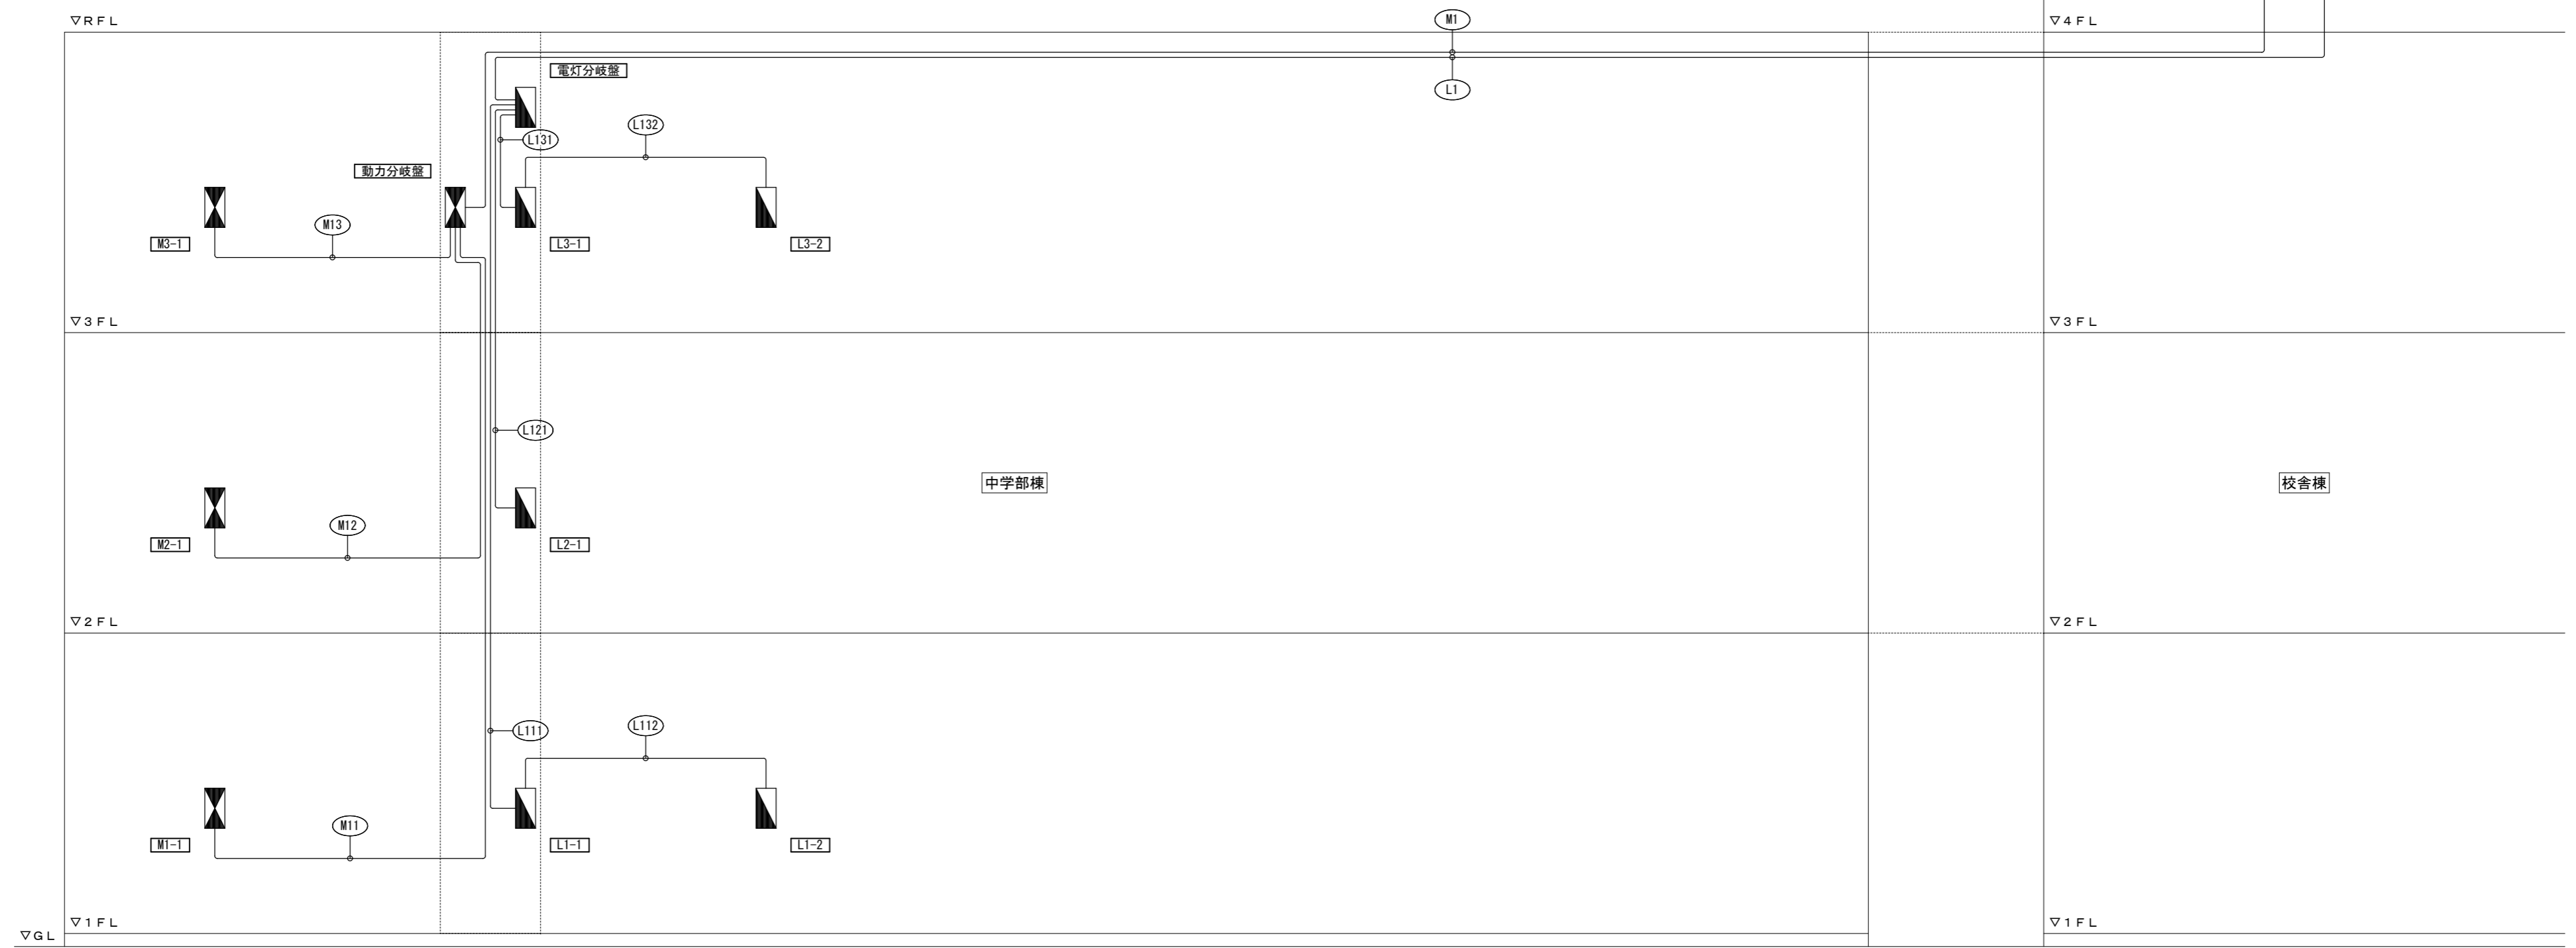 ▽ＲＦＬ
M1
▽４ＦＬ
電灯分岐盤
L1
L132
L131
動力分岐盤
M13
M3-1
L3-1
L3-2
▽３ＦＬ
▽３ＦＬ
L121
中学部棟
校舎棟
M12
M2-1
L2-1
▽２ＦＬ
▽２ＦＬ
L111
L112
M11
M1-1
L1-1
L1-2
▽１ＦＬ
▽１ＦＬ
▽ＧＬ